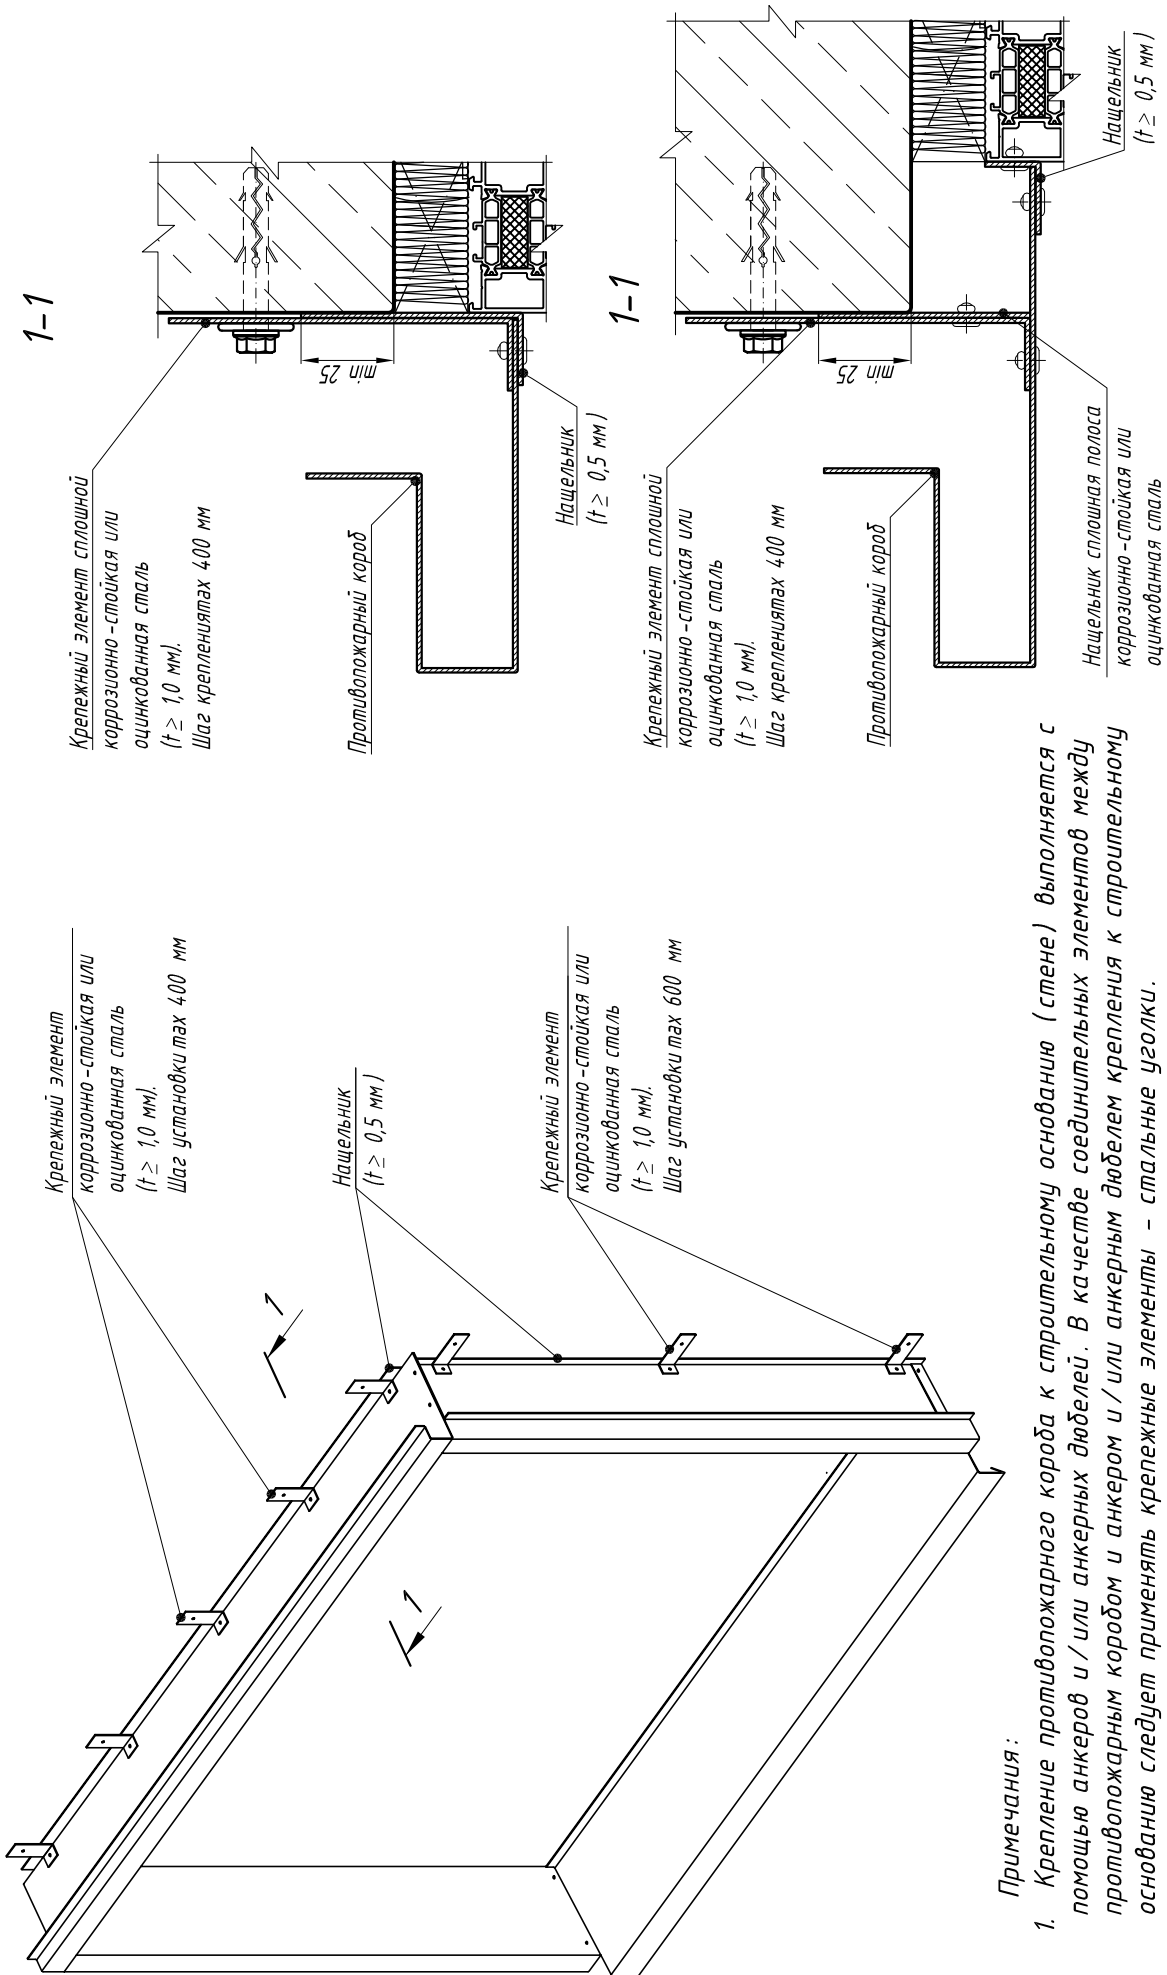 Крепежный элемент
коррозионно-стойкая или
оцинкованная сталь
(t ≥ 1,0 мм).
Шаг установки max 400 мм
Нащельник
(t ≥ 0,5 мм )
Крепежный элемент
коррозионно-стойкая или
оцинкованная сталь
(t ≥ 1,0 мм).
Шаг установки max 600 мм
1
1
1-1
Крепежный элемент сплошной
коррозионно-стойкая или
оцинкованная сталь
(t ≥ 1,0 мм).
Шаг крепленияmax 400 мм
min 25
Противопожарный короб
Нащельник
(t ≥ 0,5 мм )
1-1
Крепежный элемент сплошной
коррозионно-стойкая или
оцинкованная сталь
(t ≥ 1,0 мм).
Шаг крепленияmax 400 мм
min 25
Противопожарный короб
Нащельник
(t ≥ 0,5 мм )
Нащельник сплошная полоса
коррозионно-стойкая или
оцинкованная сталь
Примечания:
1. Крепление противопожарного короба к строительному основанию (стене) выполняется с
помощью анкеров и/или анкерных дюбелей. В качестве соединительных элементов между
противопожарным коробом и анкером и/или анкерным дюбелем крепления к строительному
основанию следует применять крепежные элементы - стальные уголки.